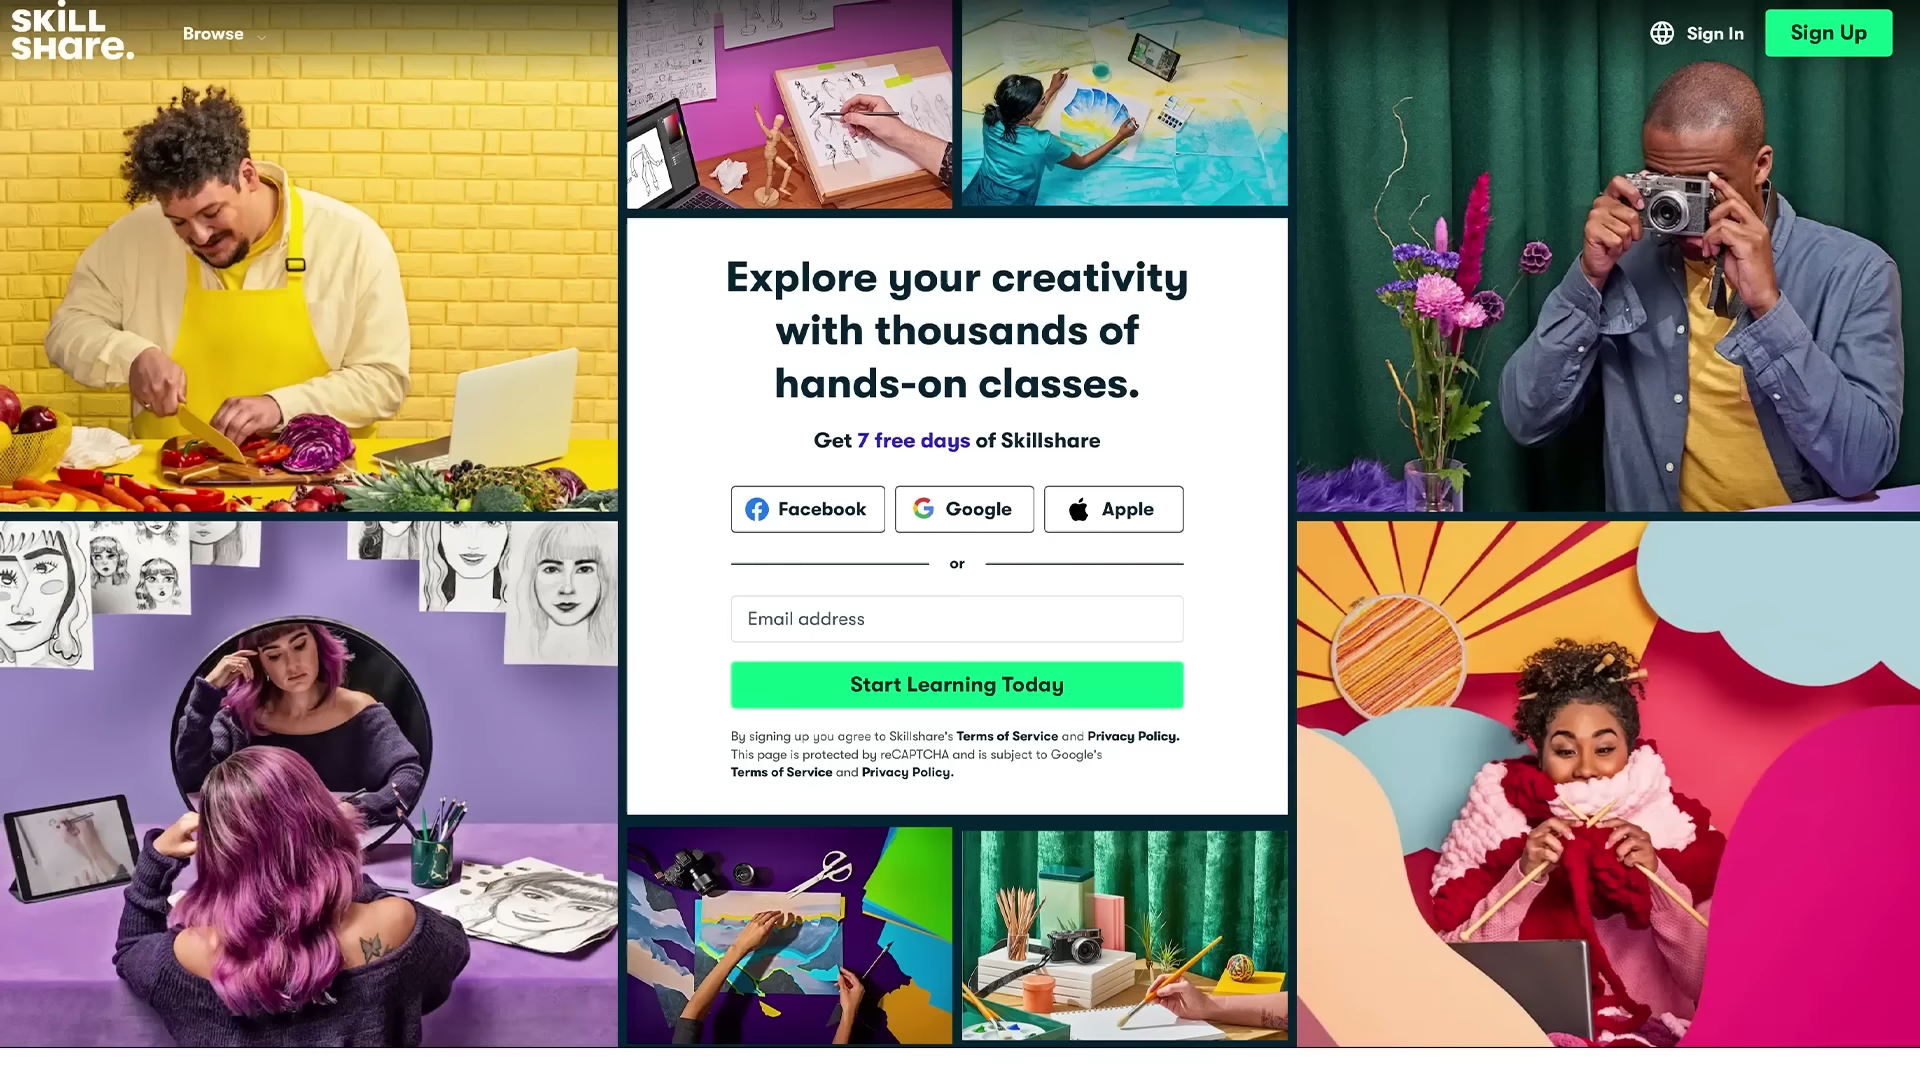 SKiLL
SHare.
Browse
Sign In
Sign Up
Explore your creativity
with thousands of
hands-on classes.
Get 7 free days of Skillshare
Facebook
Google
Apple
or
Email address
Start Learning Today
By signing up you agree to Skillshare's Terms of Service and Privacy Policy.
This page is protected by reCAPTCHA and is subject to Google's
Terms of Service and Privacy Policy.